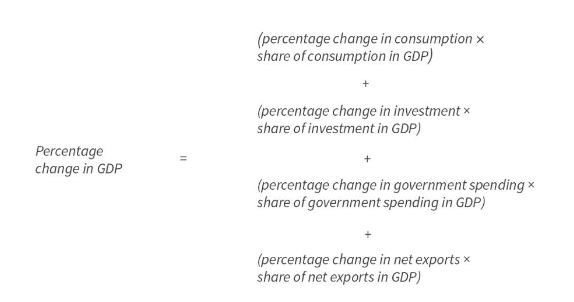 (percentage change in consumption ×
share of consumption in GDP)
+
(percentage change in investment ×
share of investment in GDP)
Percentage
change in GDP
=
+
(percentage change in government spending ×
share of government spending in GDP)
+
(percentage change in net exports ×
share of net exports in GDP)